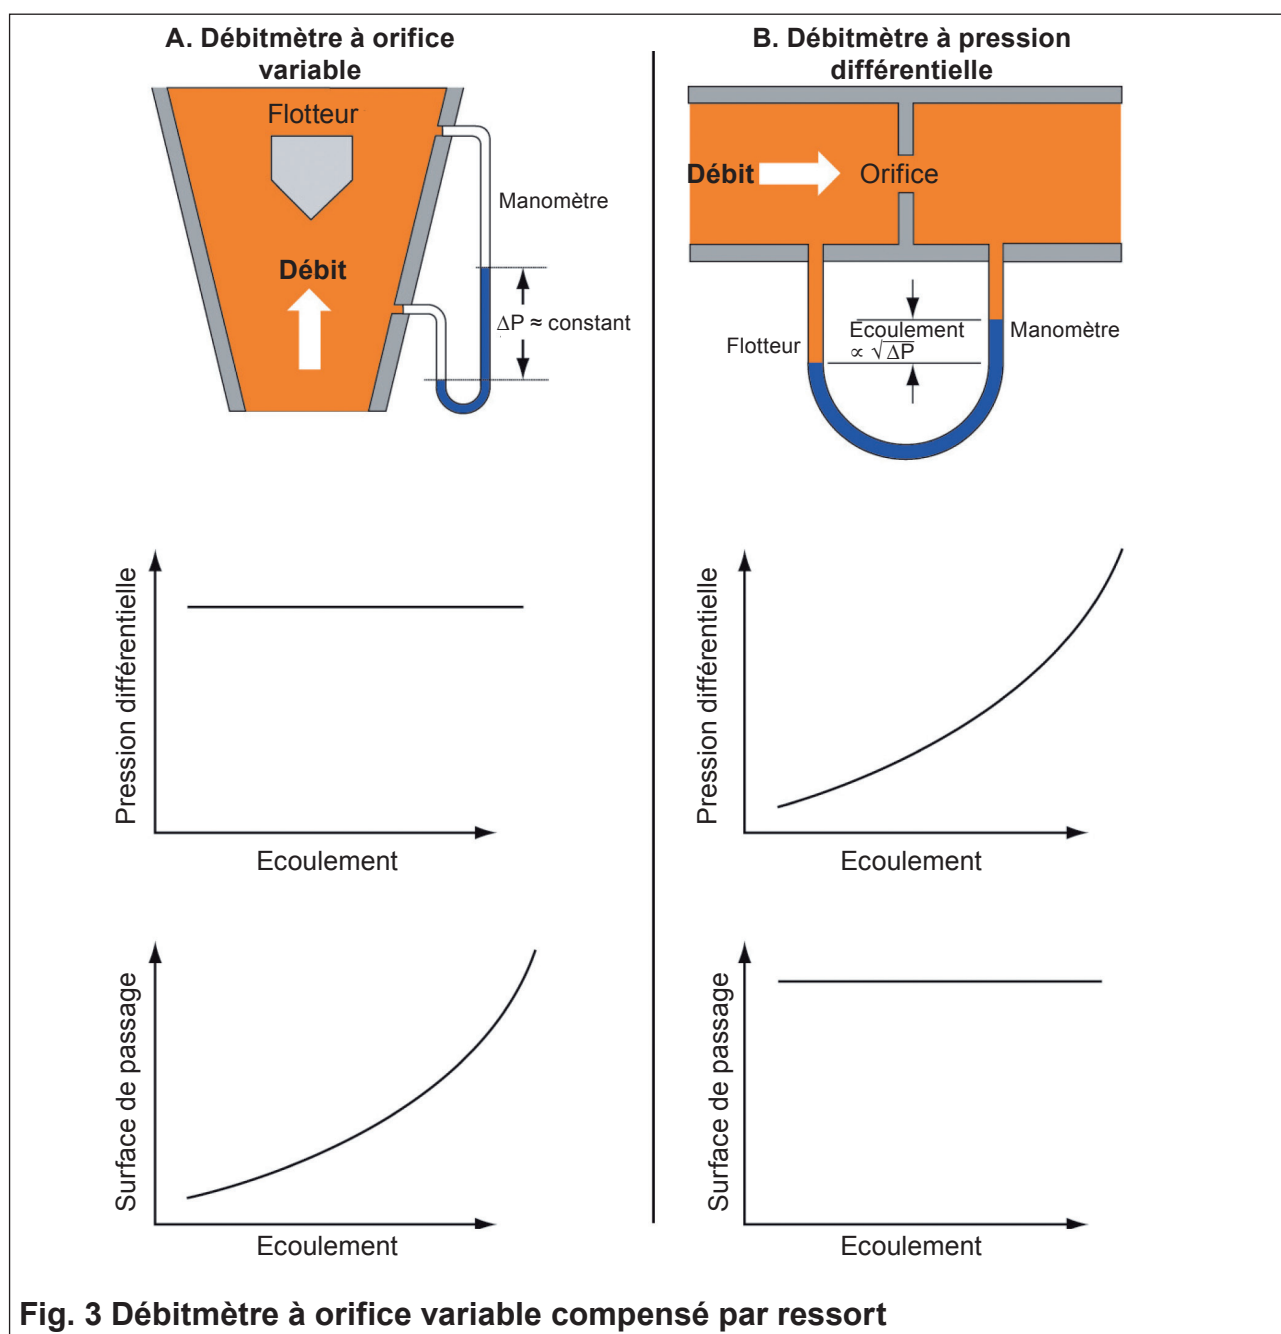 A. Débitmètre à orifice
variable
Flotteur
Manomètre
Débit
ΔP ≈ constant
B. Débitmètre à pression
différentielle
Débit
Orifice
Ecoulement
∝ √ΔP
Flotteur
Manomètre
Pression différentielle
Ecoulement
Pression différentielle
Ecoulement
Surface de passage
Ecoulement
Surface de passage
Ecoulement
Fig. 3 Débitmètre à orifice variable compensé par ressort